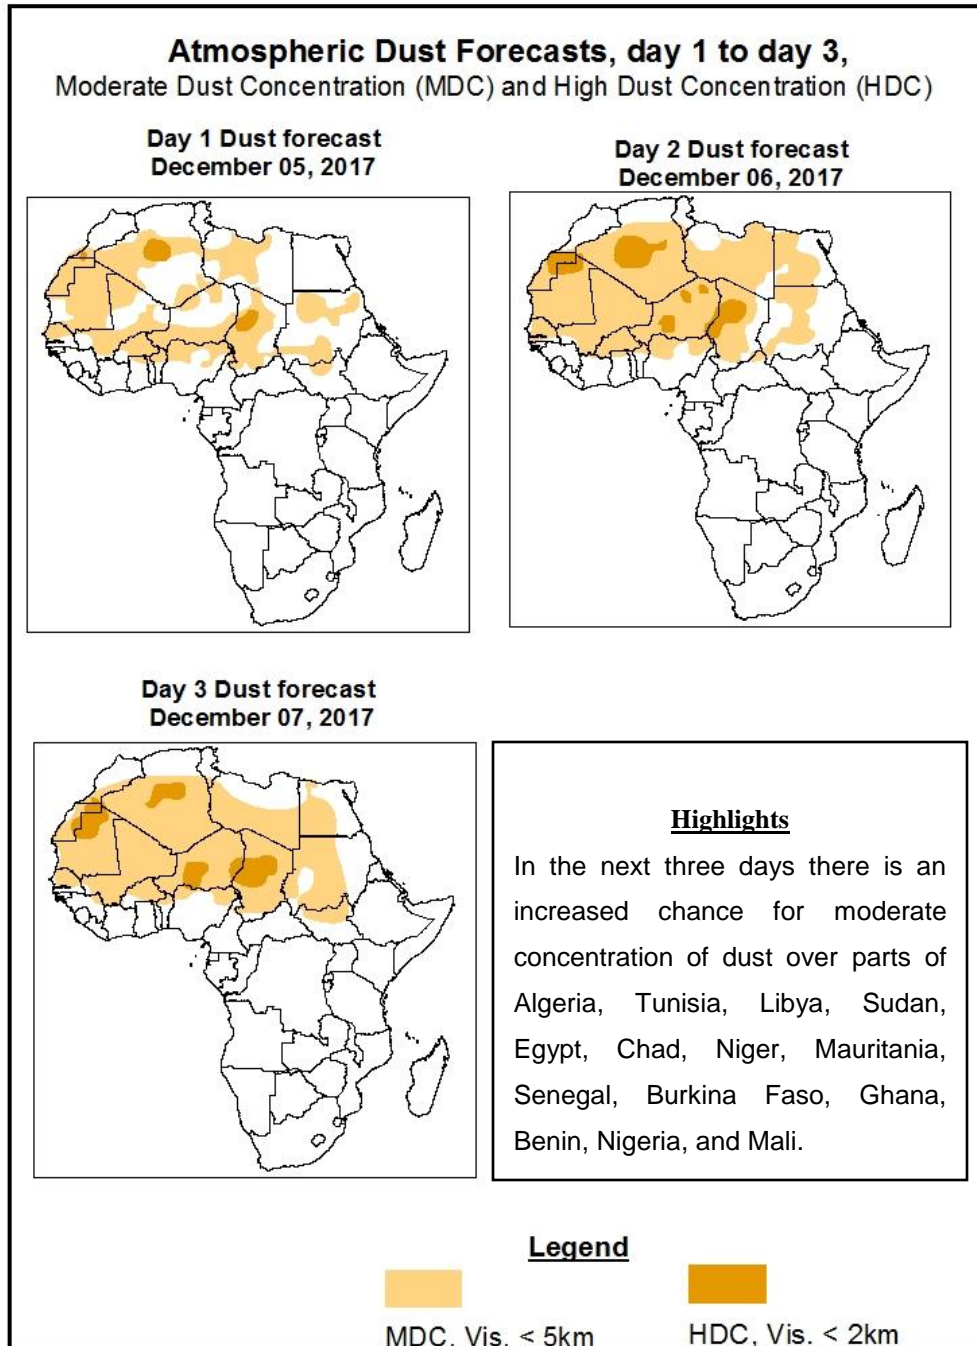 Atmospheric Dust Forecasts, day 1 to day 3,
Moderate Dust Concentration (MDC) and High Dust Concentration (HDC)
Day 1 Dust forecast
December 05, 2017
Day 2 Dust forecast
December 06, 2017
Day 3 Dust forecast
December 07, 2017
Highlights
In the next three days there is an
increased chance for moderate
concentration of dust over parts of
Algeria, Tunisia, Libya, Sudan,
Egypt, Chad, Niger, Mauritania,
Senegal, Burkina Faso, Ghana,
Benin, Nigeria, and Mali.
Legend
MDC, Vis. < 5km
HDC, Vis. < 2km